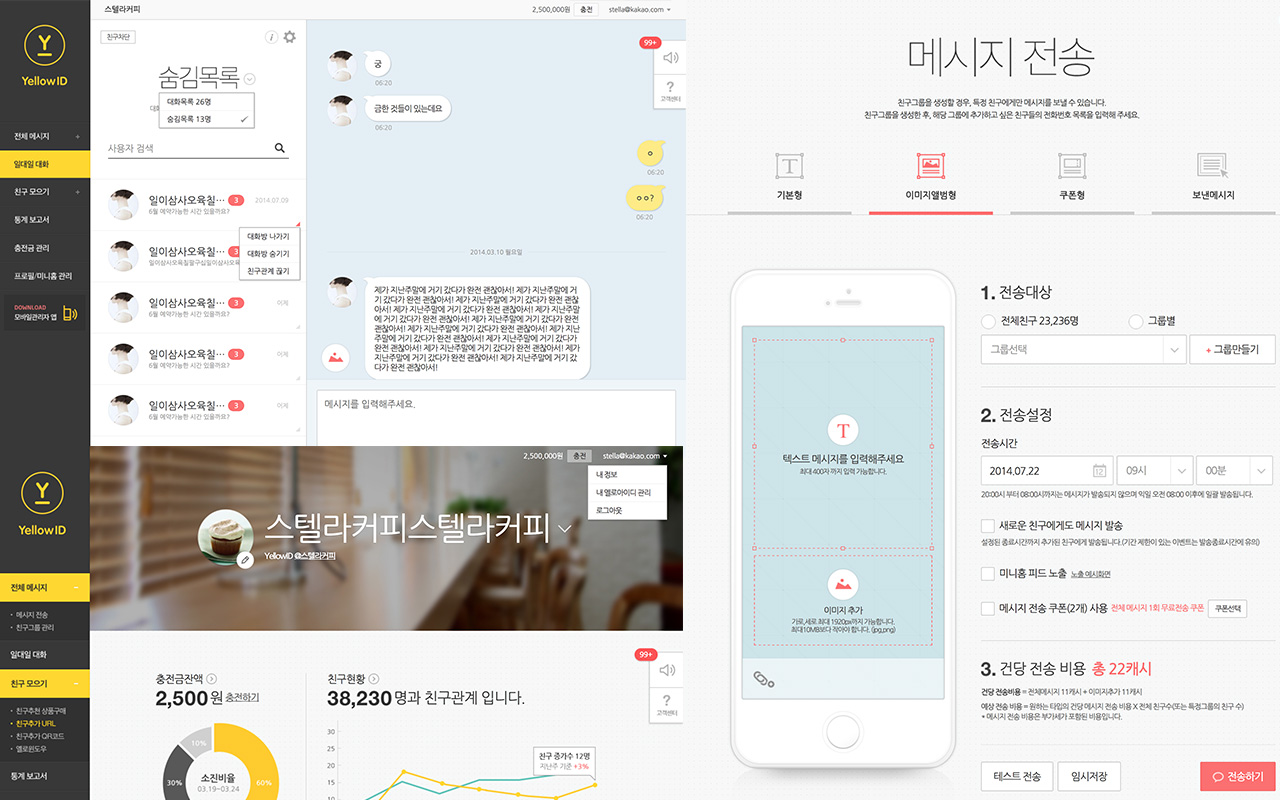 YellowID
전체 메시지
일대일 대화
친구 모으기
통계 보고서
충전금 관리
프로필/미니홈 관리
DOWNLOAD
모바일관리자 앱
스텔라커피
2,500,000원
충전
stella@kakao.com
친구차단
숨김목록
대화목록 26명
숨김목록 13명
사용자 검색
일이삼사오육칠… 3 2014.07.09
6월 예약가능한 시간 있을까요?
대화방 나가기
대화방 숨기기
친구관계 끊기
일이삼사오육칠… 3
일이삼사오육칠팔구십일이삼사오육
일이삼사오육칠… 3 어제
6월 예약가능한 시간 있을까요?
일이삼사오육칠… 3 어제
6월 예약가능한 시간 있을까요?
일이삼사오육칠… 3 어제
6월 예약가능한 시간 있을까요?
궁
06:20
금한 것들이 있는데요
06:20
ㅇ
06:20
ㅇㅇ?
06:20
99+
?
고객센터
2014.03.10 월요일
제가 지난주말에 거기 갔다가 완전 괜찮아서! 제가 지난주말에 거
기 갔다가 완전 괜찮아서! 제가 지난주말에 거기 갔다가 완전 괜찮
아서! 제가 지난주말에 거기 갔다가 완전 괜찮아서! 제가 지난주말
에 거기 갔다가 완전 괜찮아서! 제가 지난주말에 거기 갔다가 완전
괜찮아서! 제가 지난주말에 거기 갔다가 완전 괜찮아서! 제가 지난
주말에 거기 갔다가 완전 괜찮아서! 제가 지난주말에 거기 갔다가
완전 괜찮아서! 제가 지난주말에 거기 갔다가 완전 괜찮아서! 제가
지난주말에 거기 갔다가 완전 괜찮아서! 제가 지난주말에 거기 갔
다가 완전 괜찮아서!
메시지를 입력해주세요.
YellowID
전체 메시지
메시지 전송
친구그룹 관리
일대일 대화
친구 모으기
친구추천 상품구매
친구추가 URL
친구추가 QR코드
옐로윈도우
통계 보고서
2,500,000원
충전
stella@kakao.com
내 정보
내 옐로아이디 관리
로그아웃
스텔라커피스텔라커피
YellowID @스텔라커피
99+
?
고객센터
충전금잔액
2,500원 충전하기
10%
30%
60%
소진비율
03.19~03.24
친구현황
38,230명과 친구관계 입니다.
30
25
20
15
10
친구 증가수 12명
지난주 기준 +3%
메시지 전송
친구그룹을 생성할 경우, 특정 친구에게만 메시지를 보낼 수 있습니다.
친구그룹을 생성한 후, 해당 그룹에 추가하고 싶은 친구들의 전화번호 목록을 입력해 주세요.
기본형
이미지앨범형
쿠폰형
보낸메시지
T
텍스트 메시지를 입력해주세요
최대 400자 까지 입력 가능합니다.
이미지 추가
가로,세로 최대 1920px까지 가능합니다.
최대10MB보다 작아야 합니다. (jpg,png)
1. 전송대상
전체친구 23,236명
그룹별
그룹선택
+ 그룹만들기
2. 전송설정
전송시간
2014.07.22
12
09시
00분
20:00시 부터 08:00시까지는 메시지가 발송되지 않으며 익일 오전 08:00 이후에 일괄 발송됩니다.
새로운 친구에게도 메시지 발송
설정된 종료시간까지 추가된 친구에게 발송됩니다.(기간 제한이 있는 이벤트는 발송종료시간에 유의)
미니홈 피드 노출 노출 예시화면
메시지 전송 쿠폰(2개) 사용 전체 메시지 1회 무료전송 쿠폰 쿠폰선택
3. 건당 전송 비용 총 22캐시
건당 전송비용 = 전체메시지 11캐시 + 이미지추가 11캐시
예상 전송 비용 = 원하는 타입의 건당 메시지 전송 비용 X 전체 친구수(또는 특정그룹의 친구 수)
* 메시지 전송 비용은 부가세가 포함된 비용입니다.
테스트 전송
임시저장
전송하기